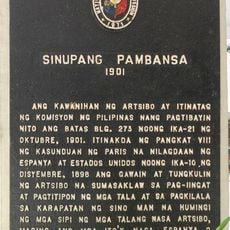 1971
SINUPANG PAMBANSA
1901
ANG KAWANIHAN NG ARTSIBO AY ITINATAG
NG KOMISYON NG PILIPINAS NANG PAGTIBAYIN
NITO ANG BATAS BLG. 273 NOONG IKA-21 NG
OKTUBRE, 1901. ITINAKDA NG PANGKAT VIII
NG KASUNDUAN NG PARIS NA NILAGDAAN NG
ESPANYA AT ESTADOS UNIDOS NOONG IKA-10 NG
DISYEMBRE, 1898 ANG GAWAIN AT TUNGKULIN
NG ARTSIBO NA SUMASAKLAW SA PAG-IINGAT
AT PAGTITIPON NG MGA TALA AT SA PAGKILALA
SA KARAPATAN NG SINO MAN NA HUMINGI
NG MGA SIPI NG MGA TALANG NASA ARTSIBO,